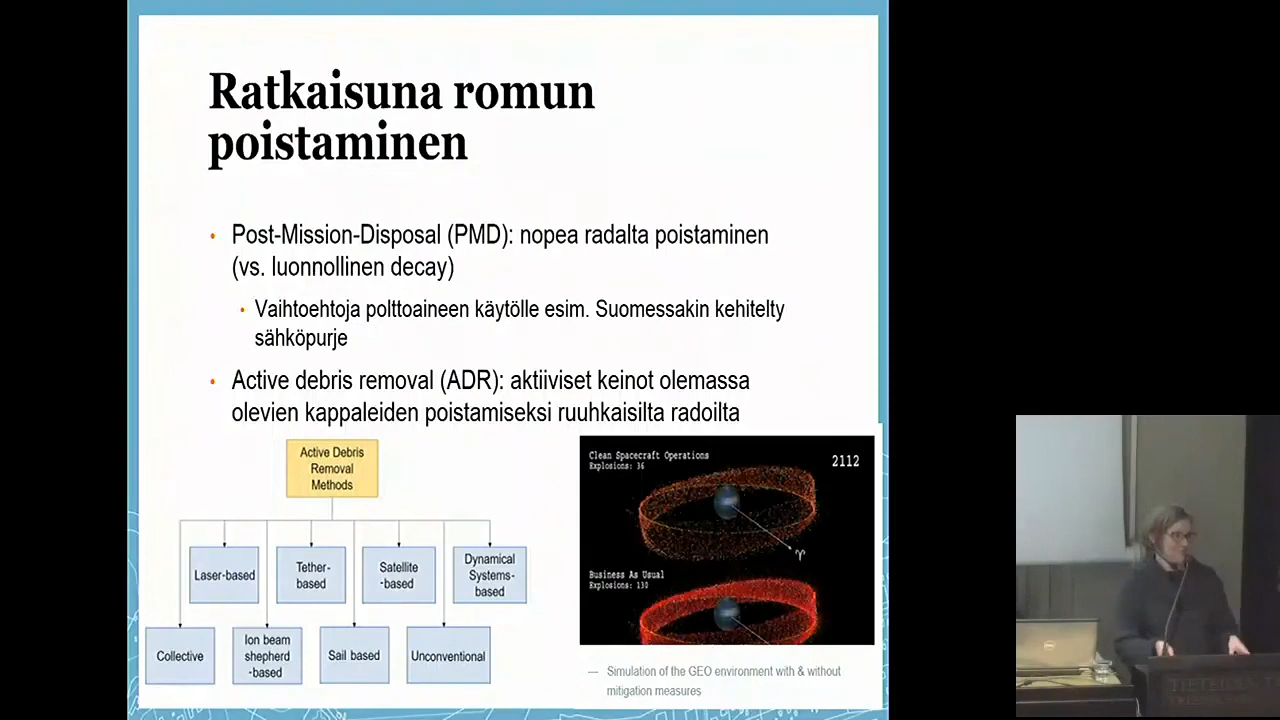 Ratkaisuna romun
poistaminen
• Post-Mission-Disposal (PMD): nopea radalta poistaminen
(vs. luonnollinen decay)
• Vaihtoehtoja polttoaineen käytölle esim. Suomessakin kehitelty
sähköpurje
• Active debris removal (ADR): aktiiviset keinot olemassa
olevien kappaleiden poistamiseksi ruuhkaisilta radoilta
Active Debris
Removal
Methods
Laser-based
Tether-
based
Satellite
-based
Dynamical
Systems-
based
Collective
Ion beam
shepherd
-based
Sail based
Unconventional
Clean Spacecraft Operations
Explosions: 36
2112
♈
Business As Usual
Explosions: 130
— Simulation of the GEO environment with & without
mitigation measures